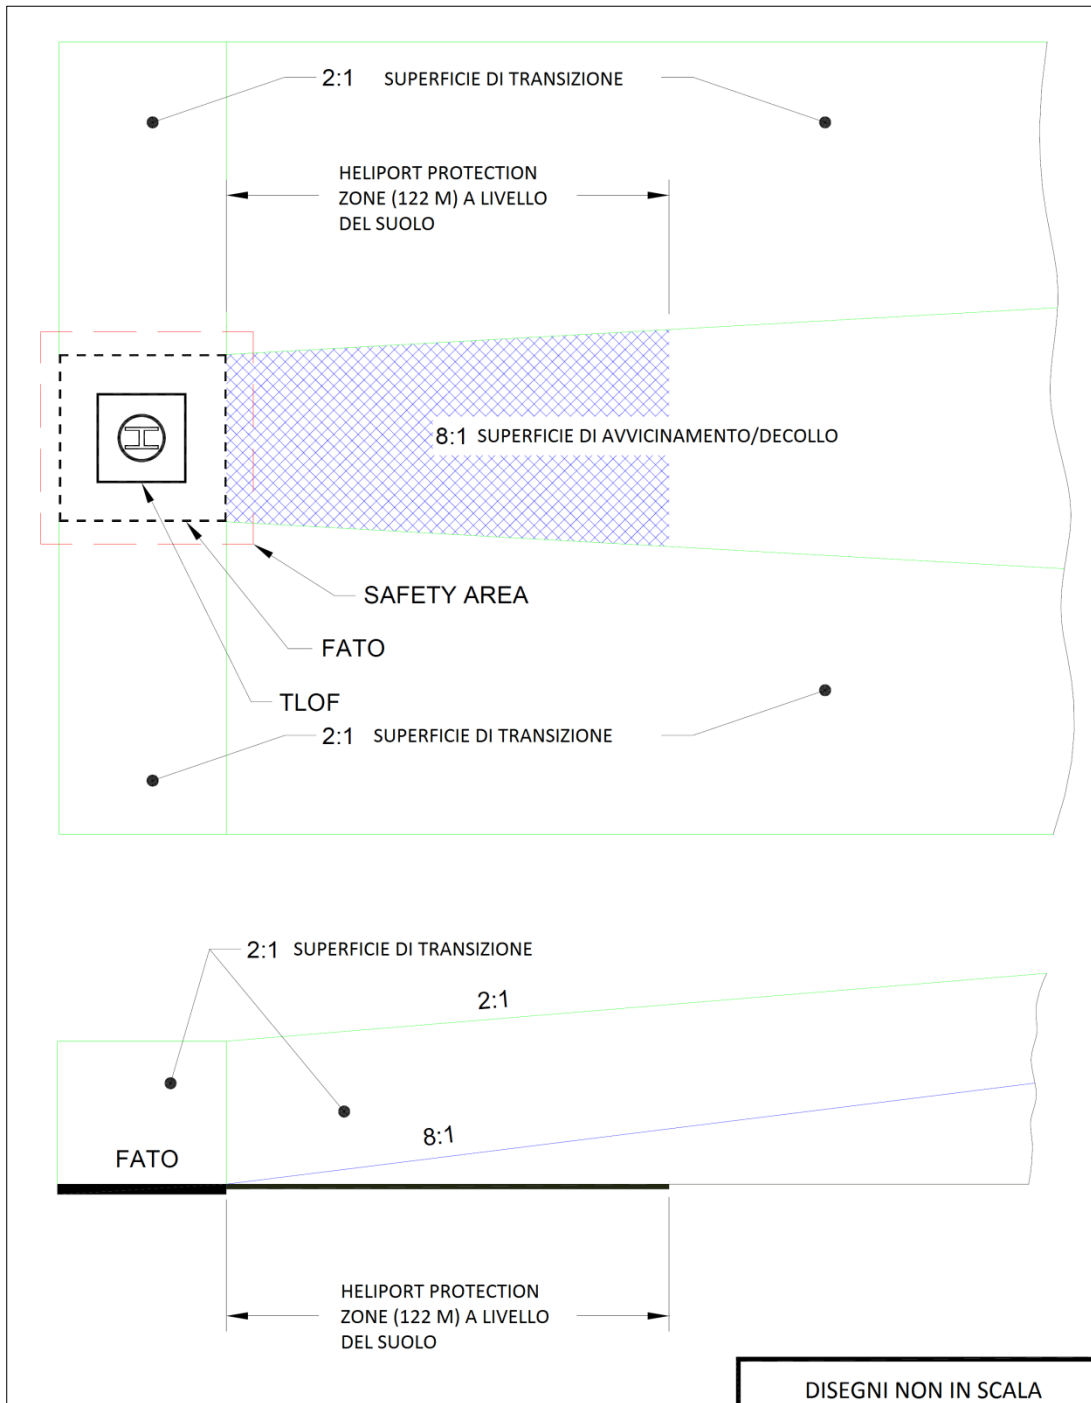 2:1 SUPERFICIE DI TRANSIZIONE
HELIPORT PROTECTION
ZONE (122 M) A LIVELLO
DEL SUOLO
H
8:1 SUPERFICIE DI AVVICINAMENTO/DECOLLO
SAFETY AREA
FATO
TLOF
2:1 SUPERFICIE DI TRANSIZIONE
2:1 SUPERFICIE DI TRANSIZIONE
2:1
8:1
FATO
HELIPORT PROTECTION
ZONE (122 M) A LIVELLO
DEL SUOLO
DISEGNI NON IN SCALA